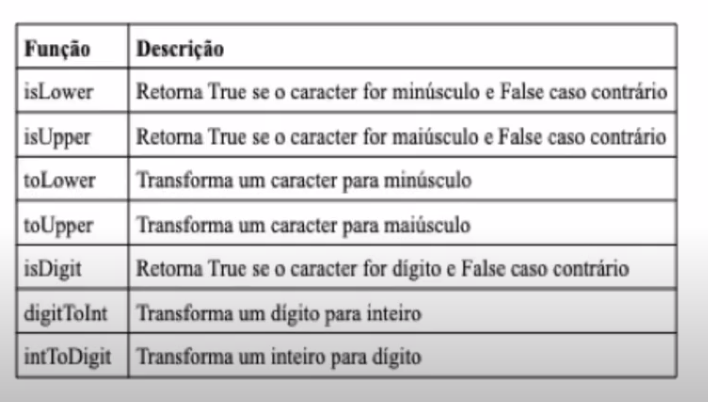 Função Descrição
isLower Retorna True se o caracter for minúsculo e False caso contrário
isUpper Retorna True se o caracter for maiúsculo e False caso contrário
toLower Transforma um caracter para minúsculo
toUpper Transforma um caracter para maiúsculo
isDigit Retorna True se o caracter for dígito e False caso contrário
digitToInt Transforma um dígito para inteiro
intToDigit Transforma um inteiro para dígito